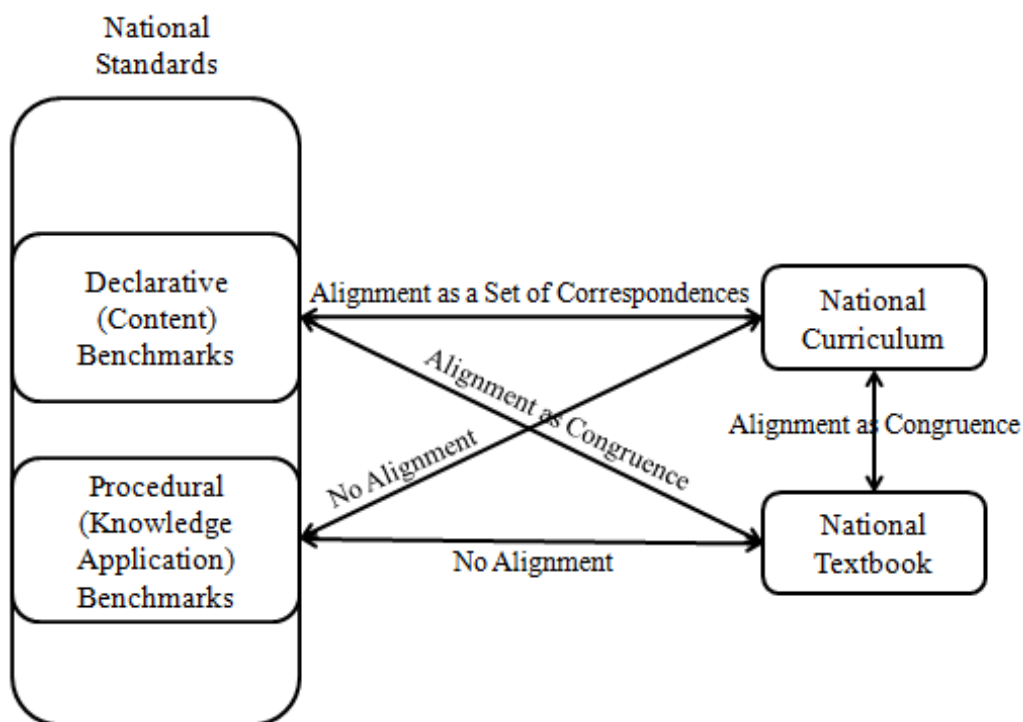 National
Standards
Declarative
(Content)
Benchmarks
Procedural
(Knowledge
Application)
Benchmarks
Alignment as a Set of Correspondences
Alignment as Congruence
No Alignment
No Alignment
National
Curriculum
Alignment as Congruence
National
Textbook